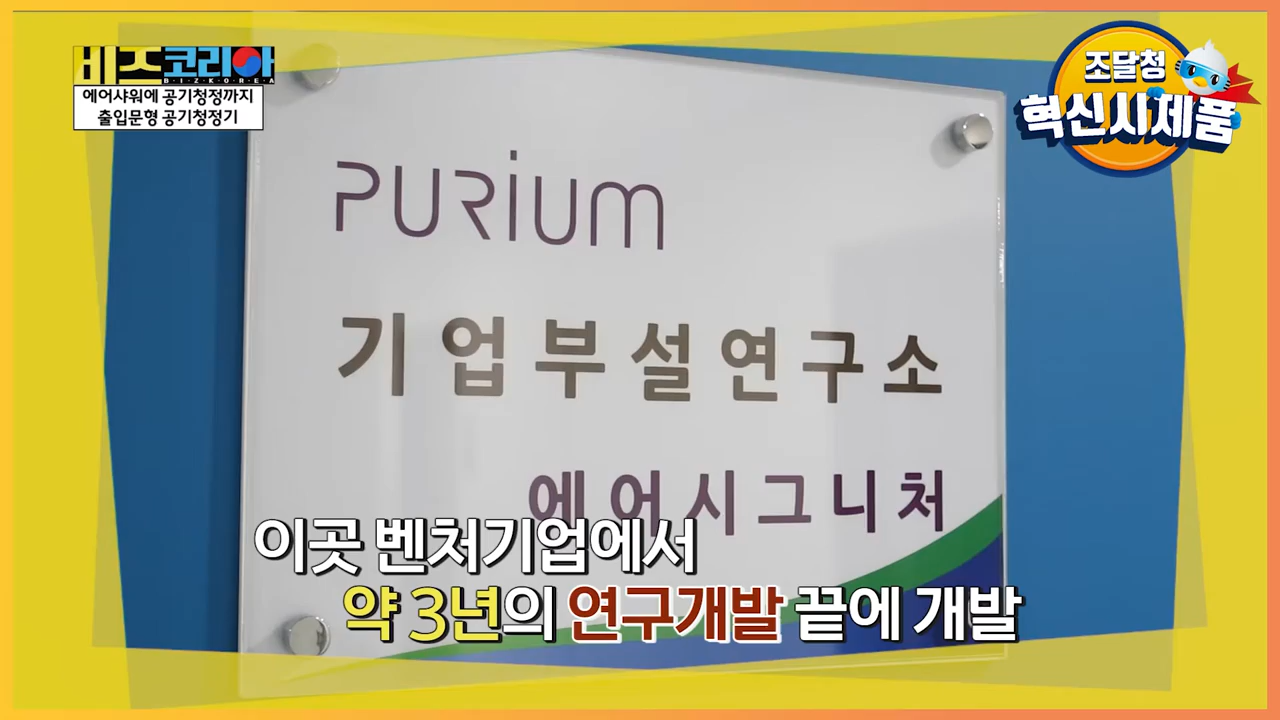 비즈코리아
BIZKOREA
에어샤워에 공기청정까지
출입문형 공기청정기
조달청
혁신시제품
PURiUM
기업부설연구소
에어시그니처
이곳 벤처기업에서
약 3년의 연구개발 끝에 개발